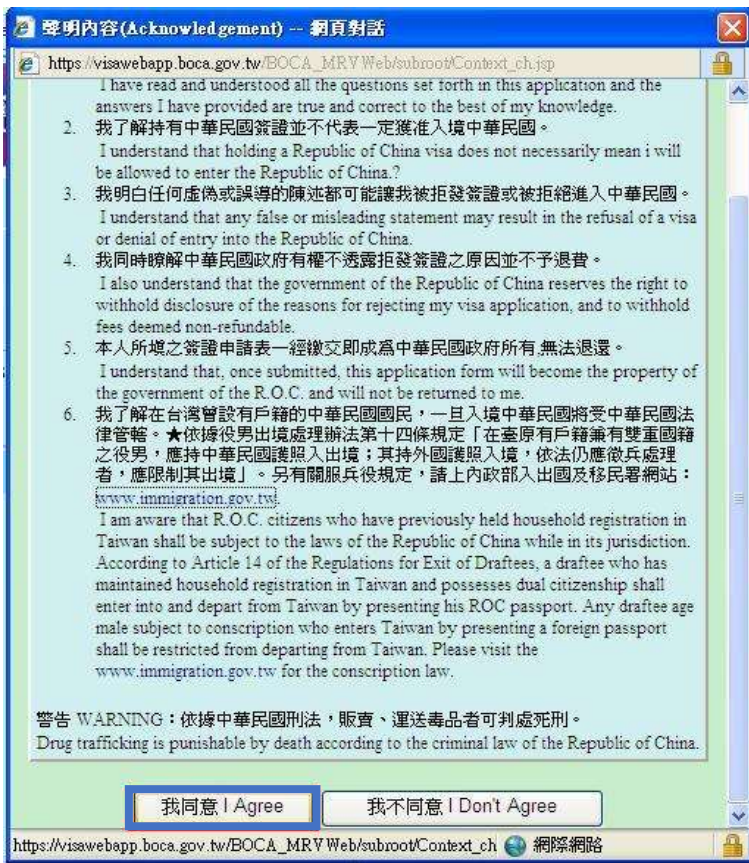 聲明內容(Acknowledgement) -- 網頁對話
https://visawebapp.boca.gov.tw/BOCA_MRVWeb/subroot/Context_ch.jsp
I have read and understood all the questions set forth in this application and the
answers I have provided are true and correct to the best of my knowledge.
2. 我了解持有中華民國簽證並不代表一定獲准入境中華民國。
I understand that holding a Republic of China visa does not necessarily mean i will
be allowed to enter the Republic of China.?
3. 我明白任何虛偽或誤導的陳述都可能讓我被拒發簽證或被拒絕進入中華民國。
I understand that any false or misleading statement may result in the refusal of a visa
or denial of entry into the Republic of China.
4. 我同時瞭解中華民國政府有權不透露拒發簽證之原因並不予退費。
I also understand that the government of the Republic of China reserves the right to
withhold disclosure of the reasons for rejecting my visa application, and to withhold
fees deemed non-refundable.
5. 本人所填之簽證申請表一經繳交即成為中華民國政府所有,無法退還。
I understand that, once submitted, this application form will become the property of
the government of the R.O.C. and will not be returned to me.
6. 我了解在台灣曾設有戶籍的中華民國國民，一旦入境中華民國將受中華民國法
律管轄。★依據役男出境處理辦法第十四條規定「在臺原有戶籍兼有雙重國籍
之役男，應持中華民國護照入出境；其持外國護照入境，依法仍應徵兵處理
者，應限制其出境」。另有關服兵役規定，請上內政部入出國及移民署網站：
www.immigration.gov.tw.
I am aware that R.O.C. citizens who have previously held household registration in
Taiwan shall be subject to the laws of the Republic of China while in its jurisdiction.
According to Article 14 of the Regulations for Exit of Draftees, a draftee who has
maintained household registration in Taiwan and possesses dual citizenship shall
enter into and depart from Taiwan by presenting his ROC passport. Any draftee age
male subject to conscription who enters Taiwan by presenting a foreign passport
shall be restricted from departing from Taiwan. Please visit the
www.immigration.gov.tw for the conscription law.
警告 WARNING：依據中華民國刑法，販賣、運送毒品者可判處死刑。
Drug trafficking is punishable by death according to the criminal law of the Republic of China.
我同意 I Agree 我不同意 I Don't Agree
https://visawebapp.boca.gov.tw/BOCA_MRVWeb/subroot/Context_ch 網際網路